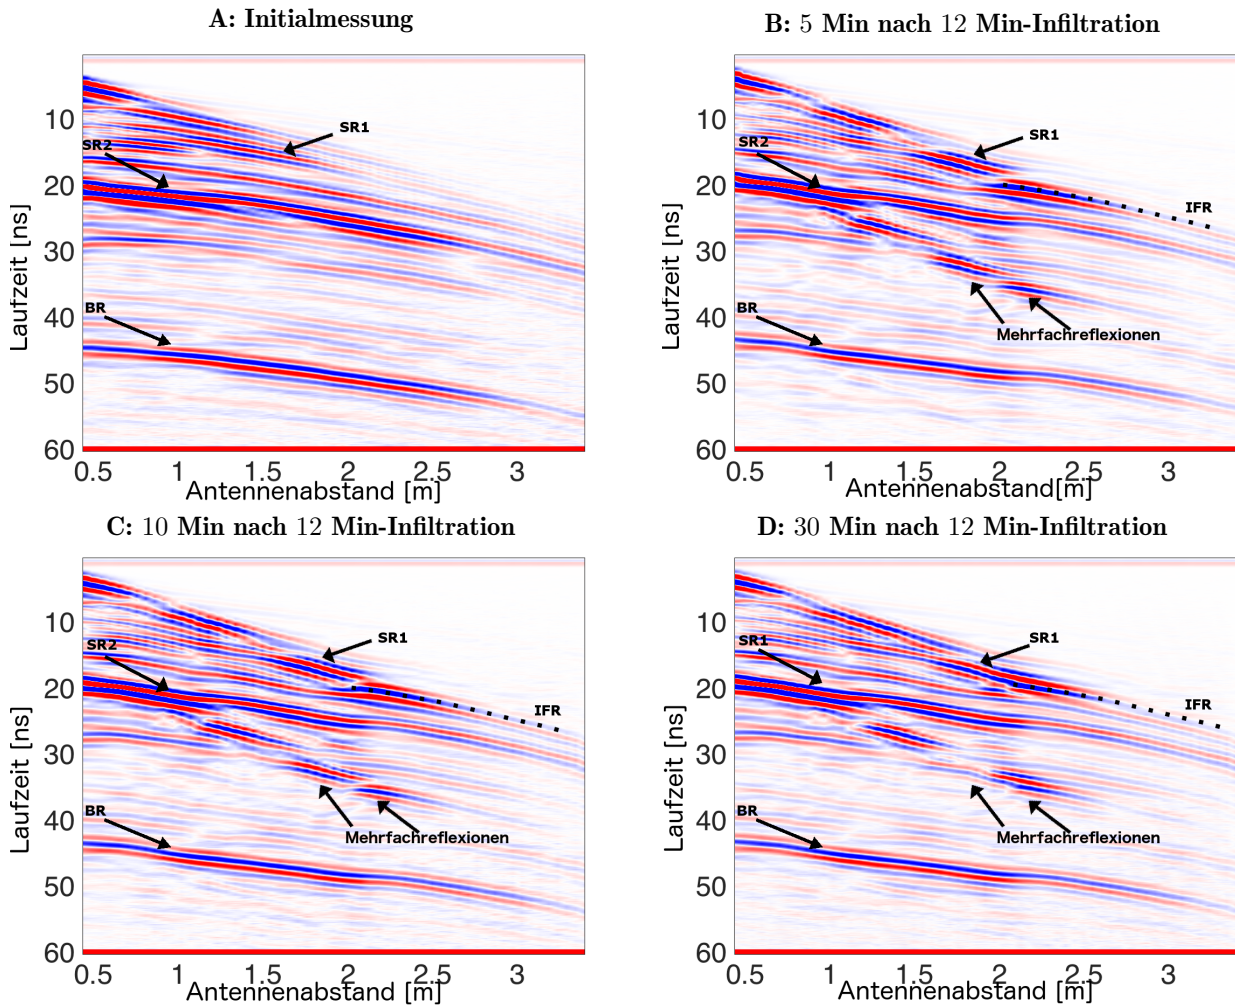 A: Initialmessung
SR1
SR2
BR
10
20
30
40
50
60
0.5 1 1.5 2 2.5 3
Laufzeit [ns]
Antennenabstand [m]
B: 5 Min nach 12 Min-Infiltration
SR1
SR2
IFR
BR
Mehrfachreflexionen
10
20
30
40
50
60
0.5 1 1.5 2 2.5 3
Laufzeit [ns]
Antennenabstand[m]
C: 10 Min nach 12 Min-Infiltration
SR1
SR2
IFR
BR
Mehrfachreflexionen
10
20
30
40
50
60
0.5 1 1.5 2 2.5 3
Laufzeit [ns]
Antennenabstand [m]
D: 30 Min nach 12 Min-Infiltration
SR1
SR1
IFR
BR
Mehrfachreflexionen
10
20
30
40
50
60
0.5 1 1.5 2 2.5 3
Laufzeit [ns]
Antennenabstand [m]